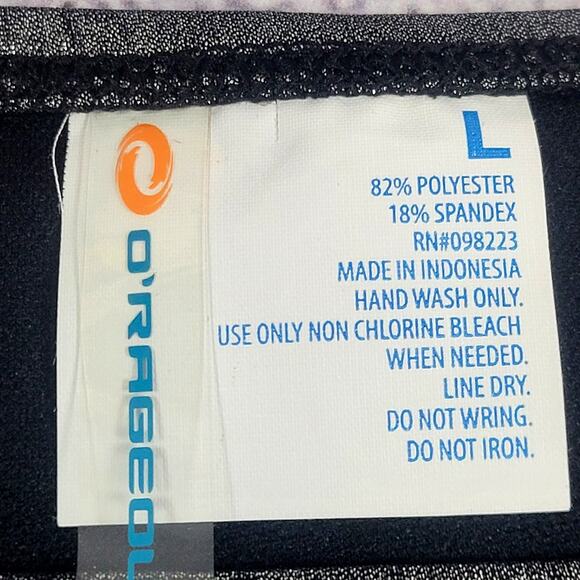 L
82% POLYESTER
18% SPANDEX
RN#098223
MADE IN INDONESIA
HAND WASH ONLY.
USE ONLY NON CHLORINE BLEACH
WHEN NEEDED.
LINE DRY.
DO NOT WRING.
DO NOT IRON.
O'RAGEOU